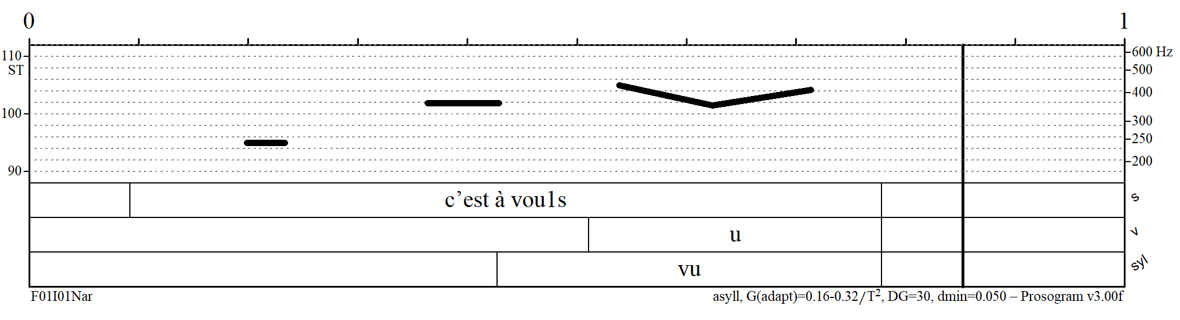 0 1
110 600 Hz
ST 500
400
100 300
250
90 200
c’est à vou1s s
u v
vu syl
F01I01Nar asyll, G(adapt)=0.16-0.32/T², DG=30, dmin=0.050 – Prosogram v3.00f